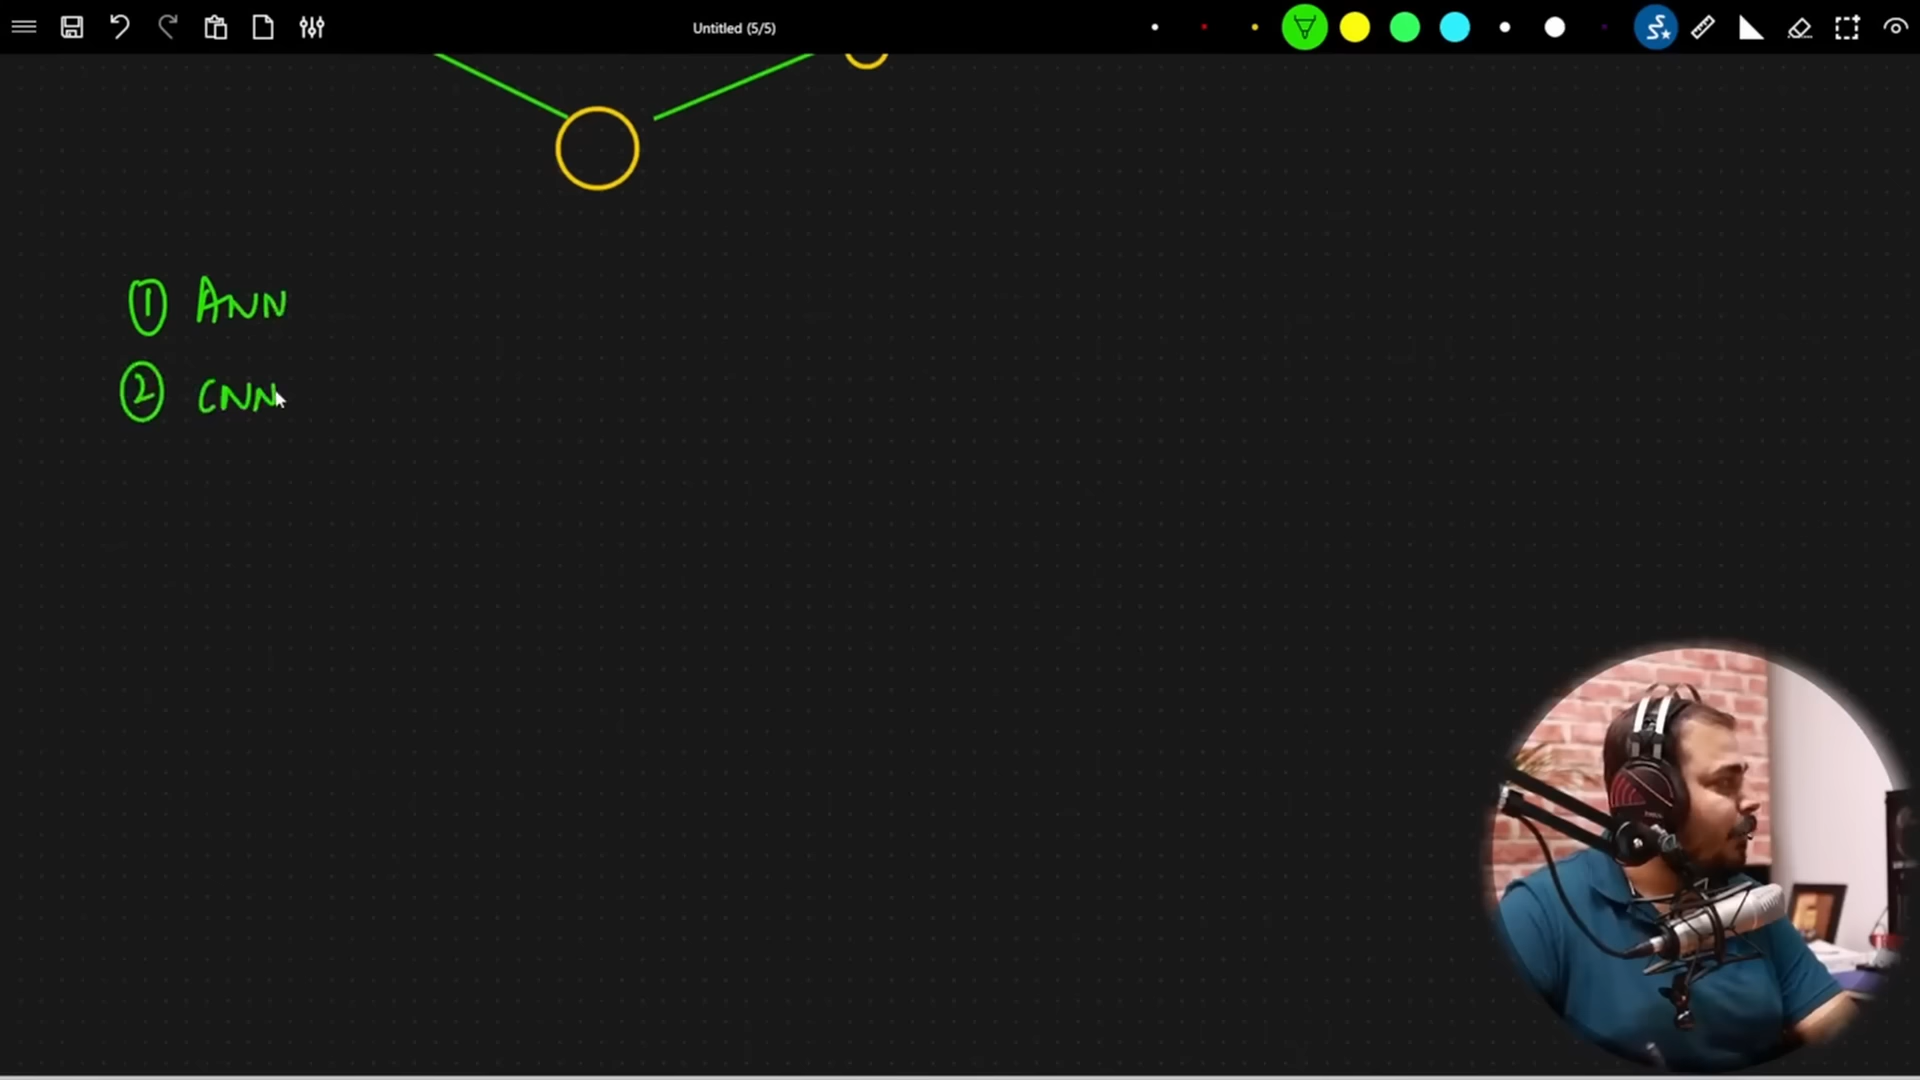 Untitled (5/5)
① ANN
② CNN